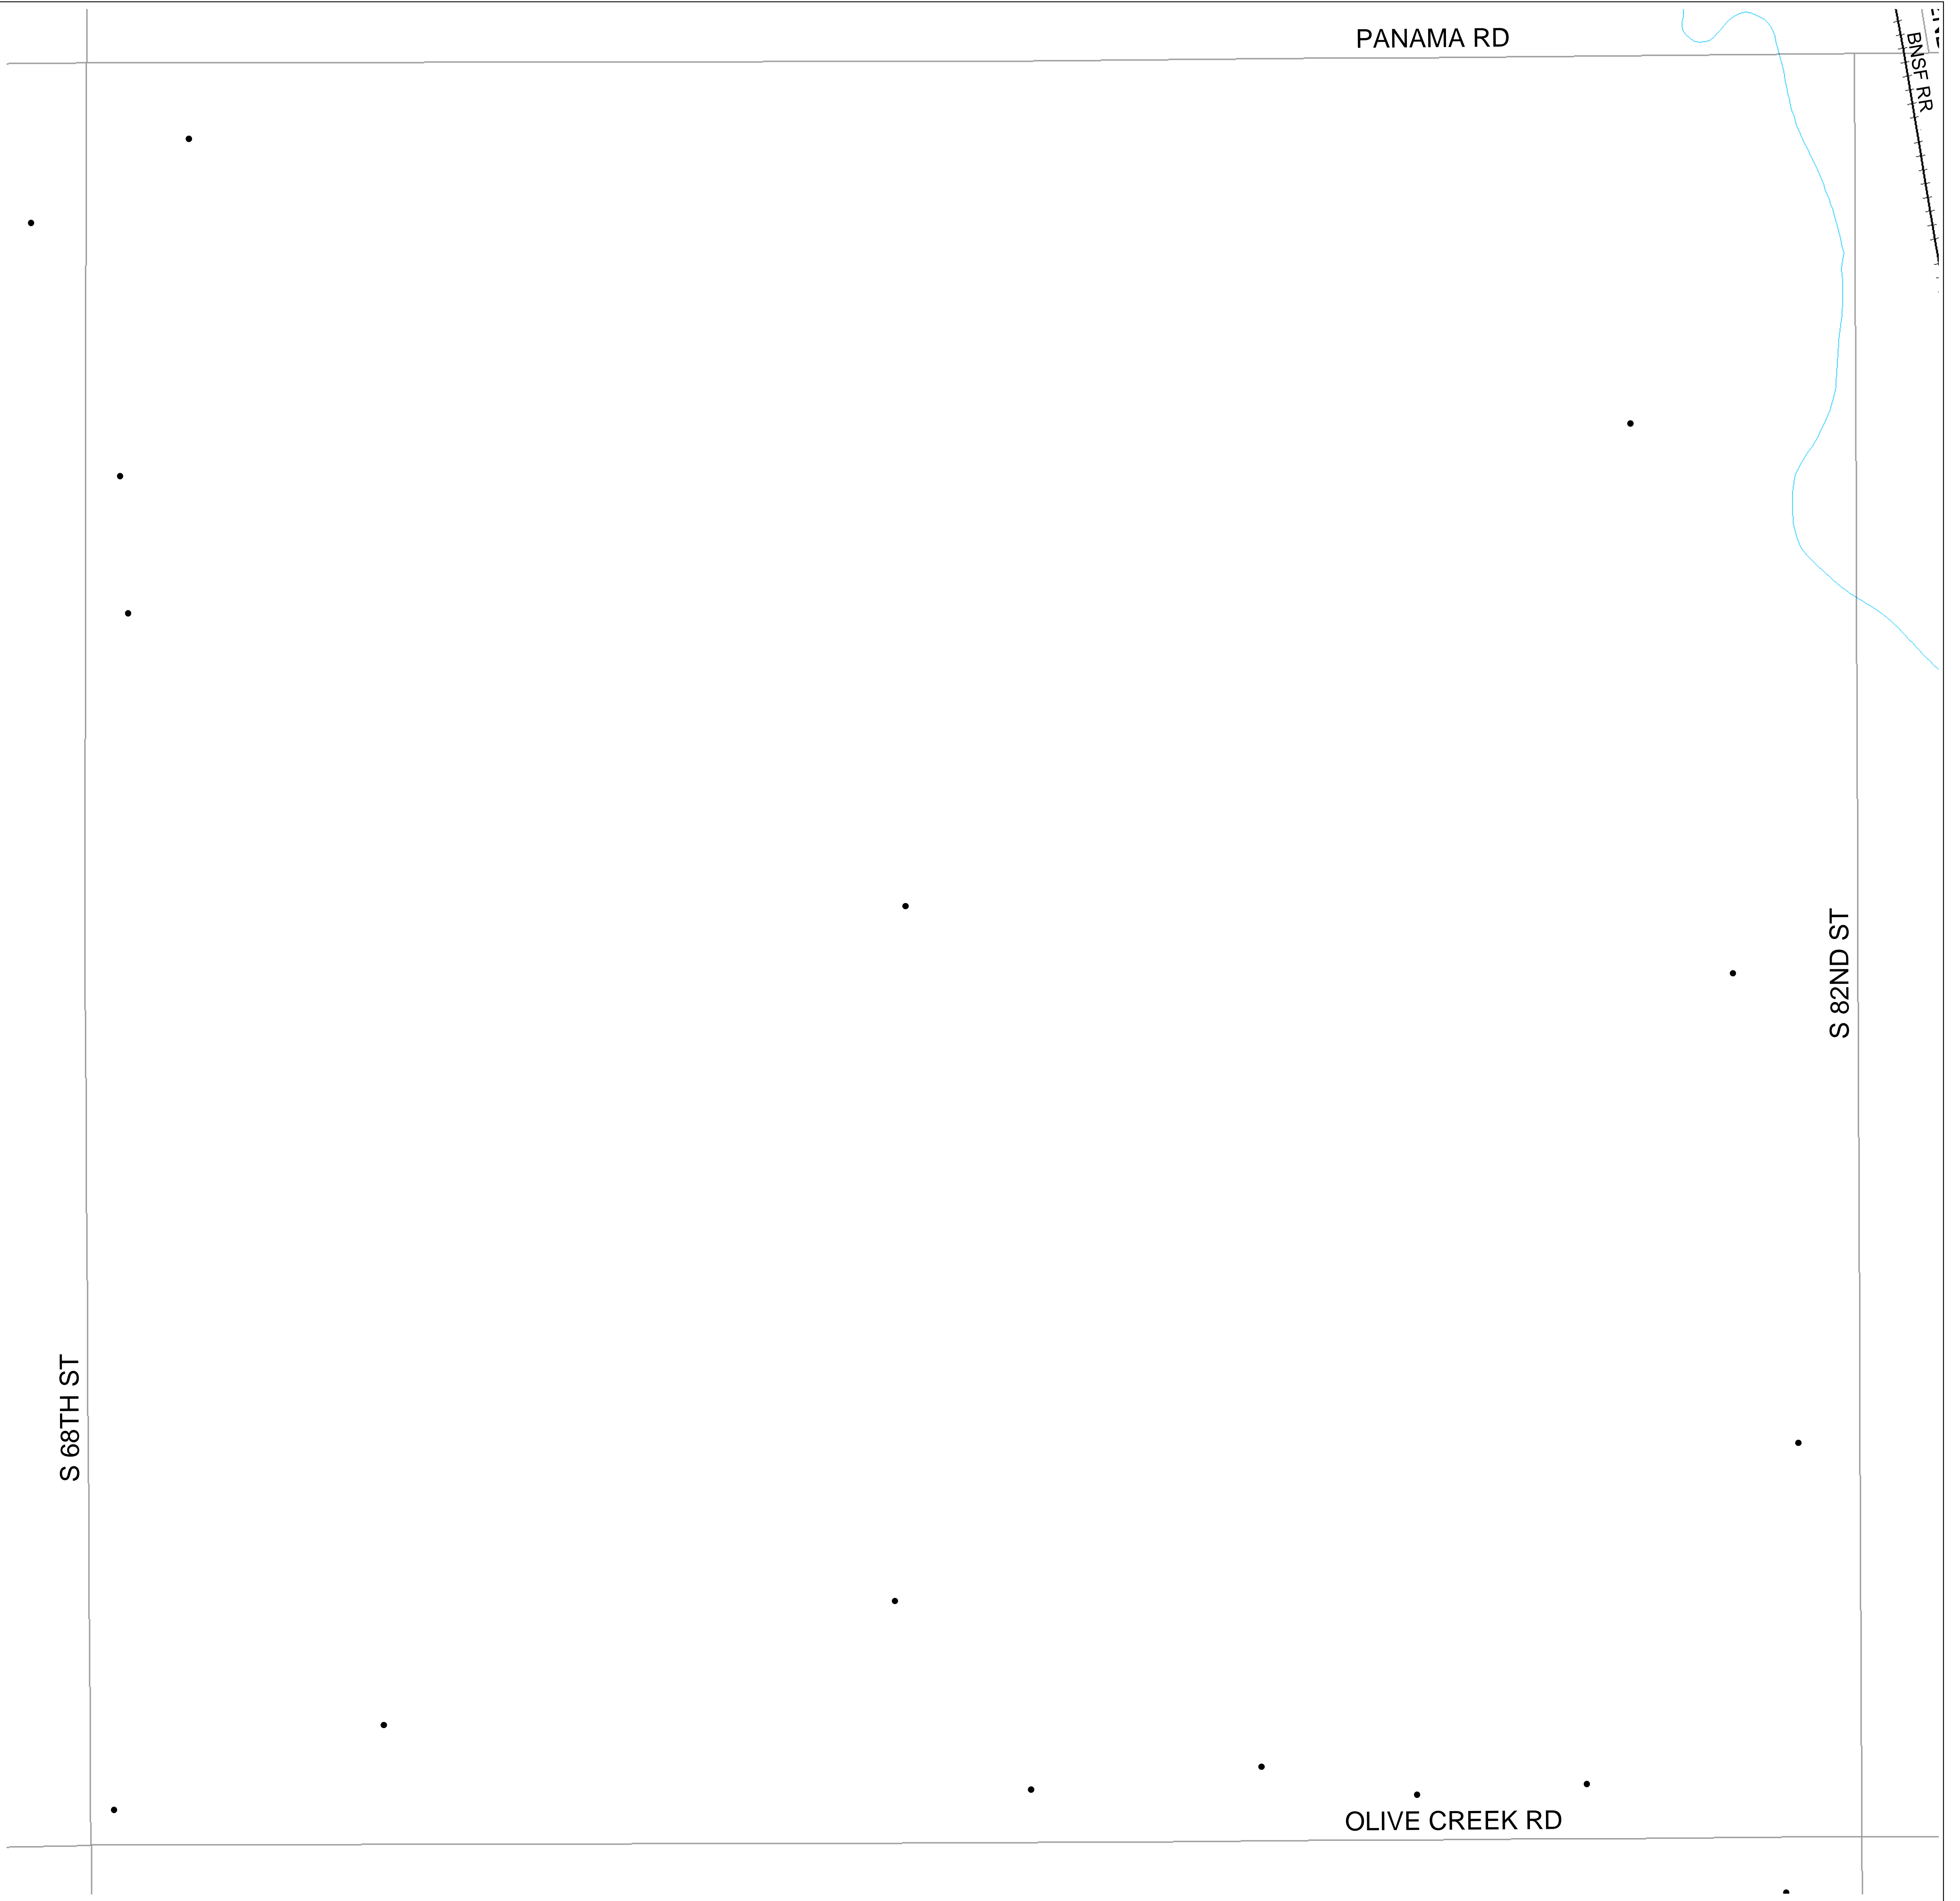 PANAMA RD
BNSF RR
S 82ND ST
S 68TH ST
OLIVE CREEK RD